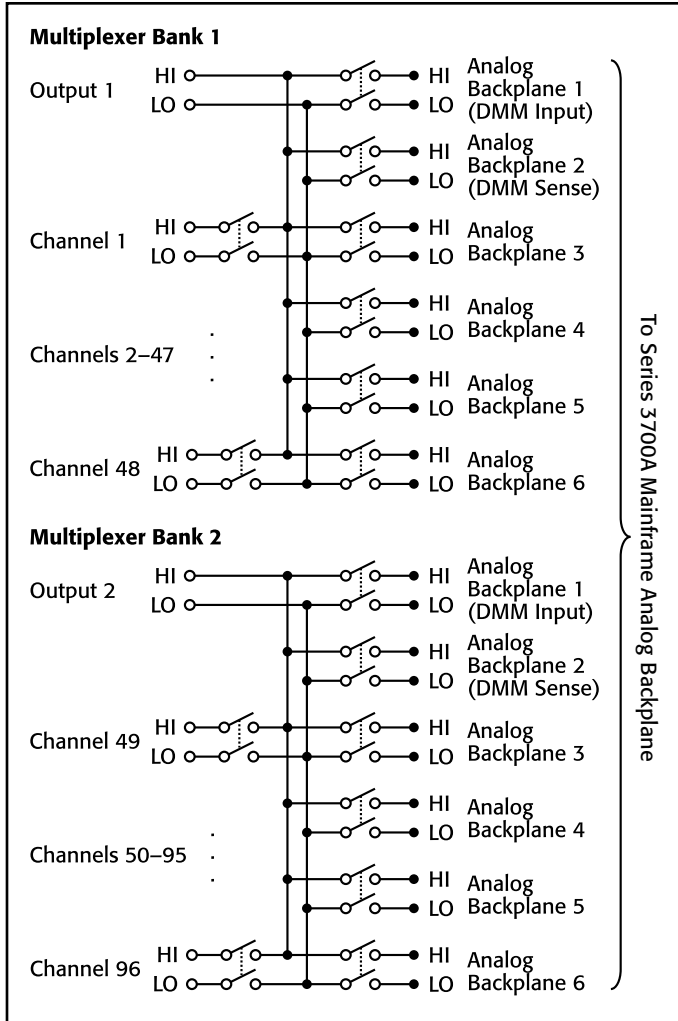 Multiplexer Bank 1
Output 1
HI
LO
HI
LO
Analog
Backplane 1
(DMM Input)
HI
LO
Analog
Backplane 2
(DMM Sense)
Channel 1
HI
LO
HI
LO
Analog
Backplane 3
HI
LO
Analog
Backplane 4
Channels 2–47
HI
LO
Analog
Backplane 5
Channel 48
HI
LO
HI
LO
Analog
Backplane 6
Multiplexer Bank 2
Output 2
HI
LO
HI
LO
Analog
Backplane 1
(DMM Input)
HI
LO
Analog
Backplane 2
(DMM Sense)
Channel 49
HI
LO
HI
LO
Analog
Backplane 3
HI
LO
Analog
Backplane 4
Channels 50–95
HI
LO
Analog
Backplane 5
Channel 96
HI
LO
HI
LO
Analog
Backplane 6
To Series 3700A Mainframe Analog Backplane